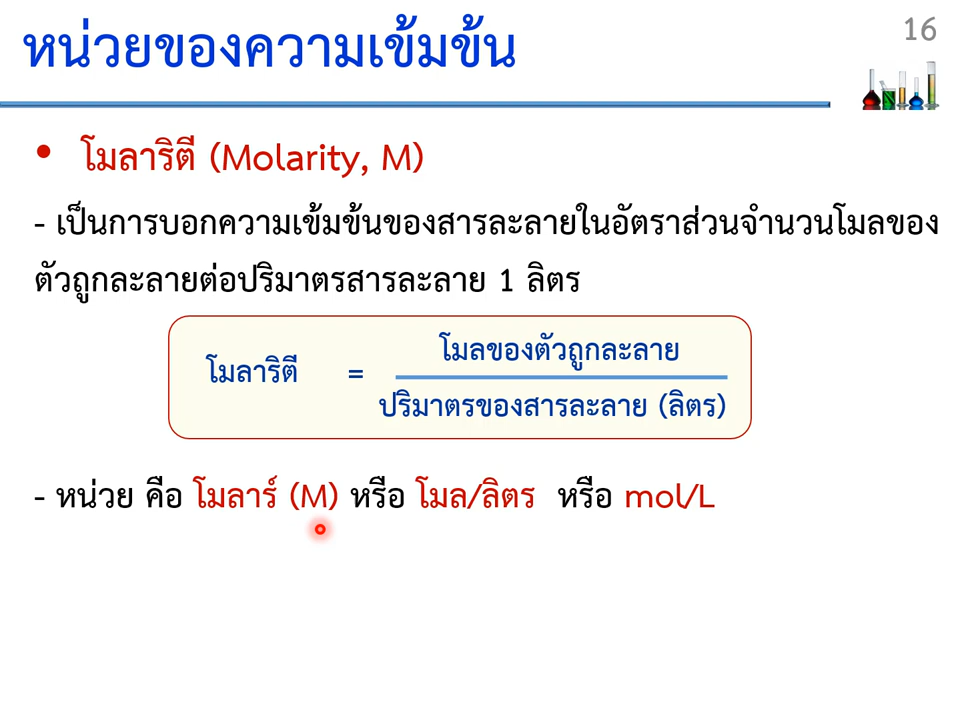 หน่วยของความเข้มข้น
16
• โมลาริตี (Molarity, M)
- เป็นการบอกความเข้มข้นของสารละลายในอัตราส่วนจำนวนโมลของ
ตัวถูกละลายต่อปริมาตรสารละลาย 1 ลิตร
โมลของตัวถูกละลาย
โมลาริตี =
ปริมาตรของสารละลาย (ลิตร)
- หน่วย คือ โมลาร์ (M) หรือ โมล/ลิตร หรือ mol/L